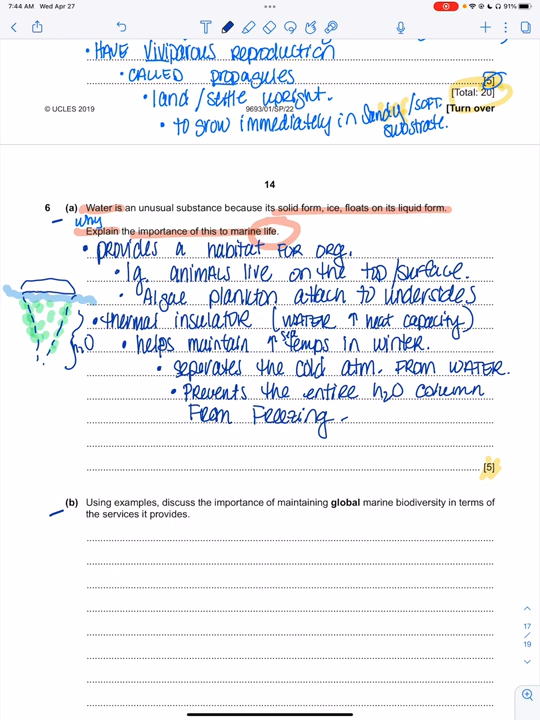 7:44 AM Wed Apr 27
91%
• HAVE Viviparous Reproduction
• CALLED propagules
[5]
• land/settle upright.
[Total: 20]
© UCLES 2019
9693/01/SP/22
[Turn over
• to grow immediately in Sandy/SOFT substrate.
14
6 (a) Water is an unusual substance because its solid form, ice, floats on its liquid form.
why
Explain the importance of this to marine life.
• provides a habitat FOR org.
• lg. animals live on the top/surface.
• Algae plankton attach to undersides
• thermal insulator (WATER ↑ heat capacity)
h₂O
• helps maintain ↑ temps in winter.
• seperates the cold atm. FROM WATER.
• Prevents the entire h₂O column
From Freezing.
[5]
(b) Using examples, discuss the importance of maintaining global marine biodiversity in terms of
the services it provides.
17
/
19